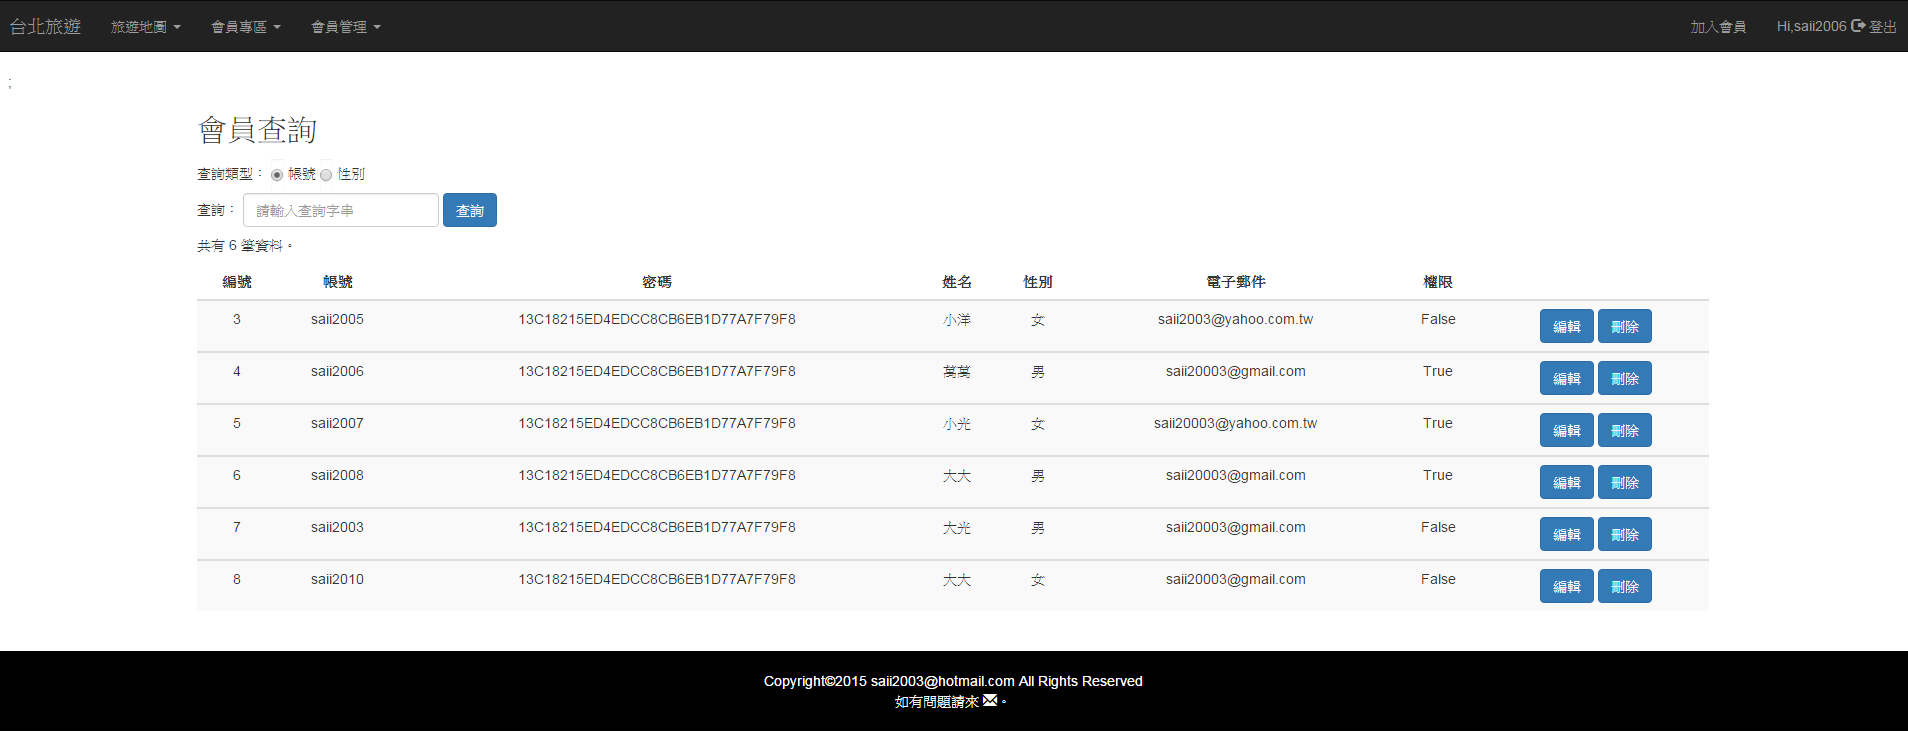 台北旅遊 旅遊地圖 會員專區 會員管理 加入會員 Hi,saii2006 登出
;
會員查詢
查詢類型： 帳號 性別
查詢： 請輸入查詢字串 查詢
共有 6 筆資料。
編號 帳號 密碼 姓名 性別 電子郵件 權限
3 saii2005 13C18215ED4EDCC8CB6EB1D77A7F79F8 小洋 女 saii2003@yahoo.com.tw False 編輯 刪除
4 saii2006 13C18215ED4EDCC8CB6EB1D77A7F79F8 男 saii20003@gmail.com True 編輯 刪除
5 saii2007 13C18215ED4EDCC8CB6EB1D77A7F79F8 小光 女 saii20003@yahoo.com.tw True 編輯 刪除
6 saii2008 13C18215ED4EDCC8CB6EB1D77A7F79F8 大大 男 saii20003@gmail.com True 編輯 刪除
7 saii2003 13C18215ED4EDCC8CB6EB1D77A7F79F8 大光 男 saii20003@gmail.com False 編輯 刪除
8 saii2010 13C18215ED4EDCC8CB6EB1D77A7F79F8 大大 女 saii20003@gmail.com False 編輯 刪除
Copyright©2015 saii2003@hotmail.com All Rights Reserved
如有問題請來 。